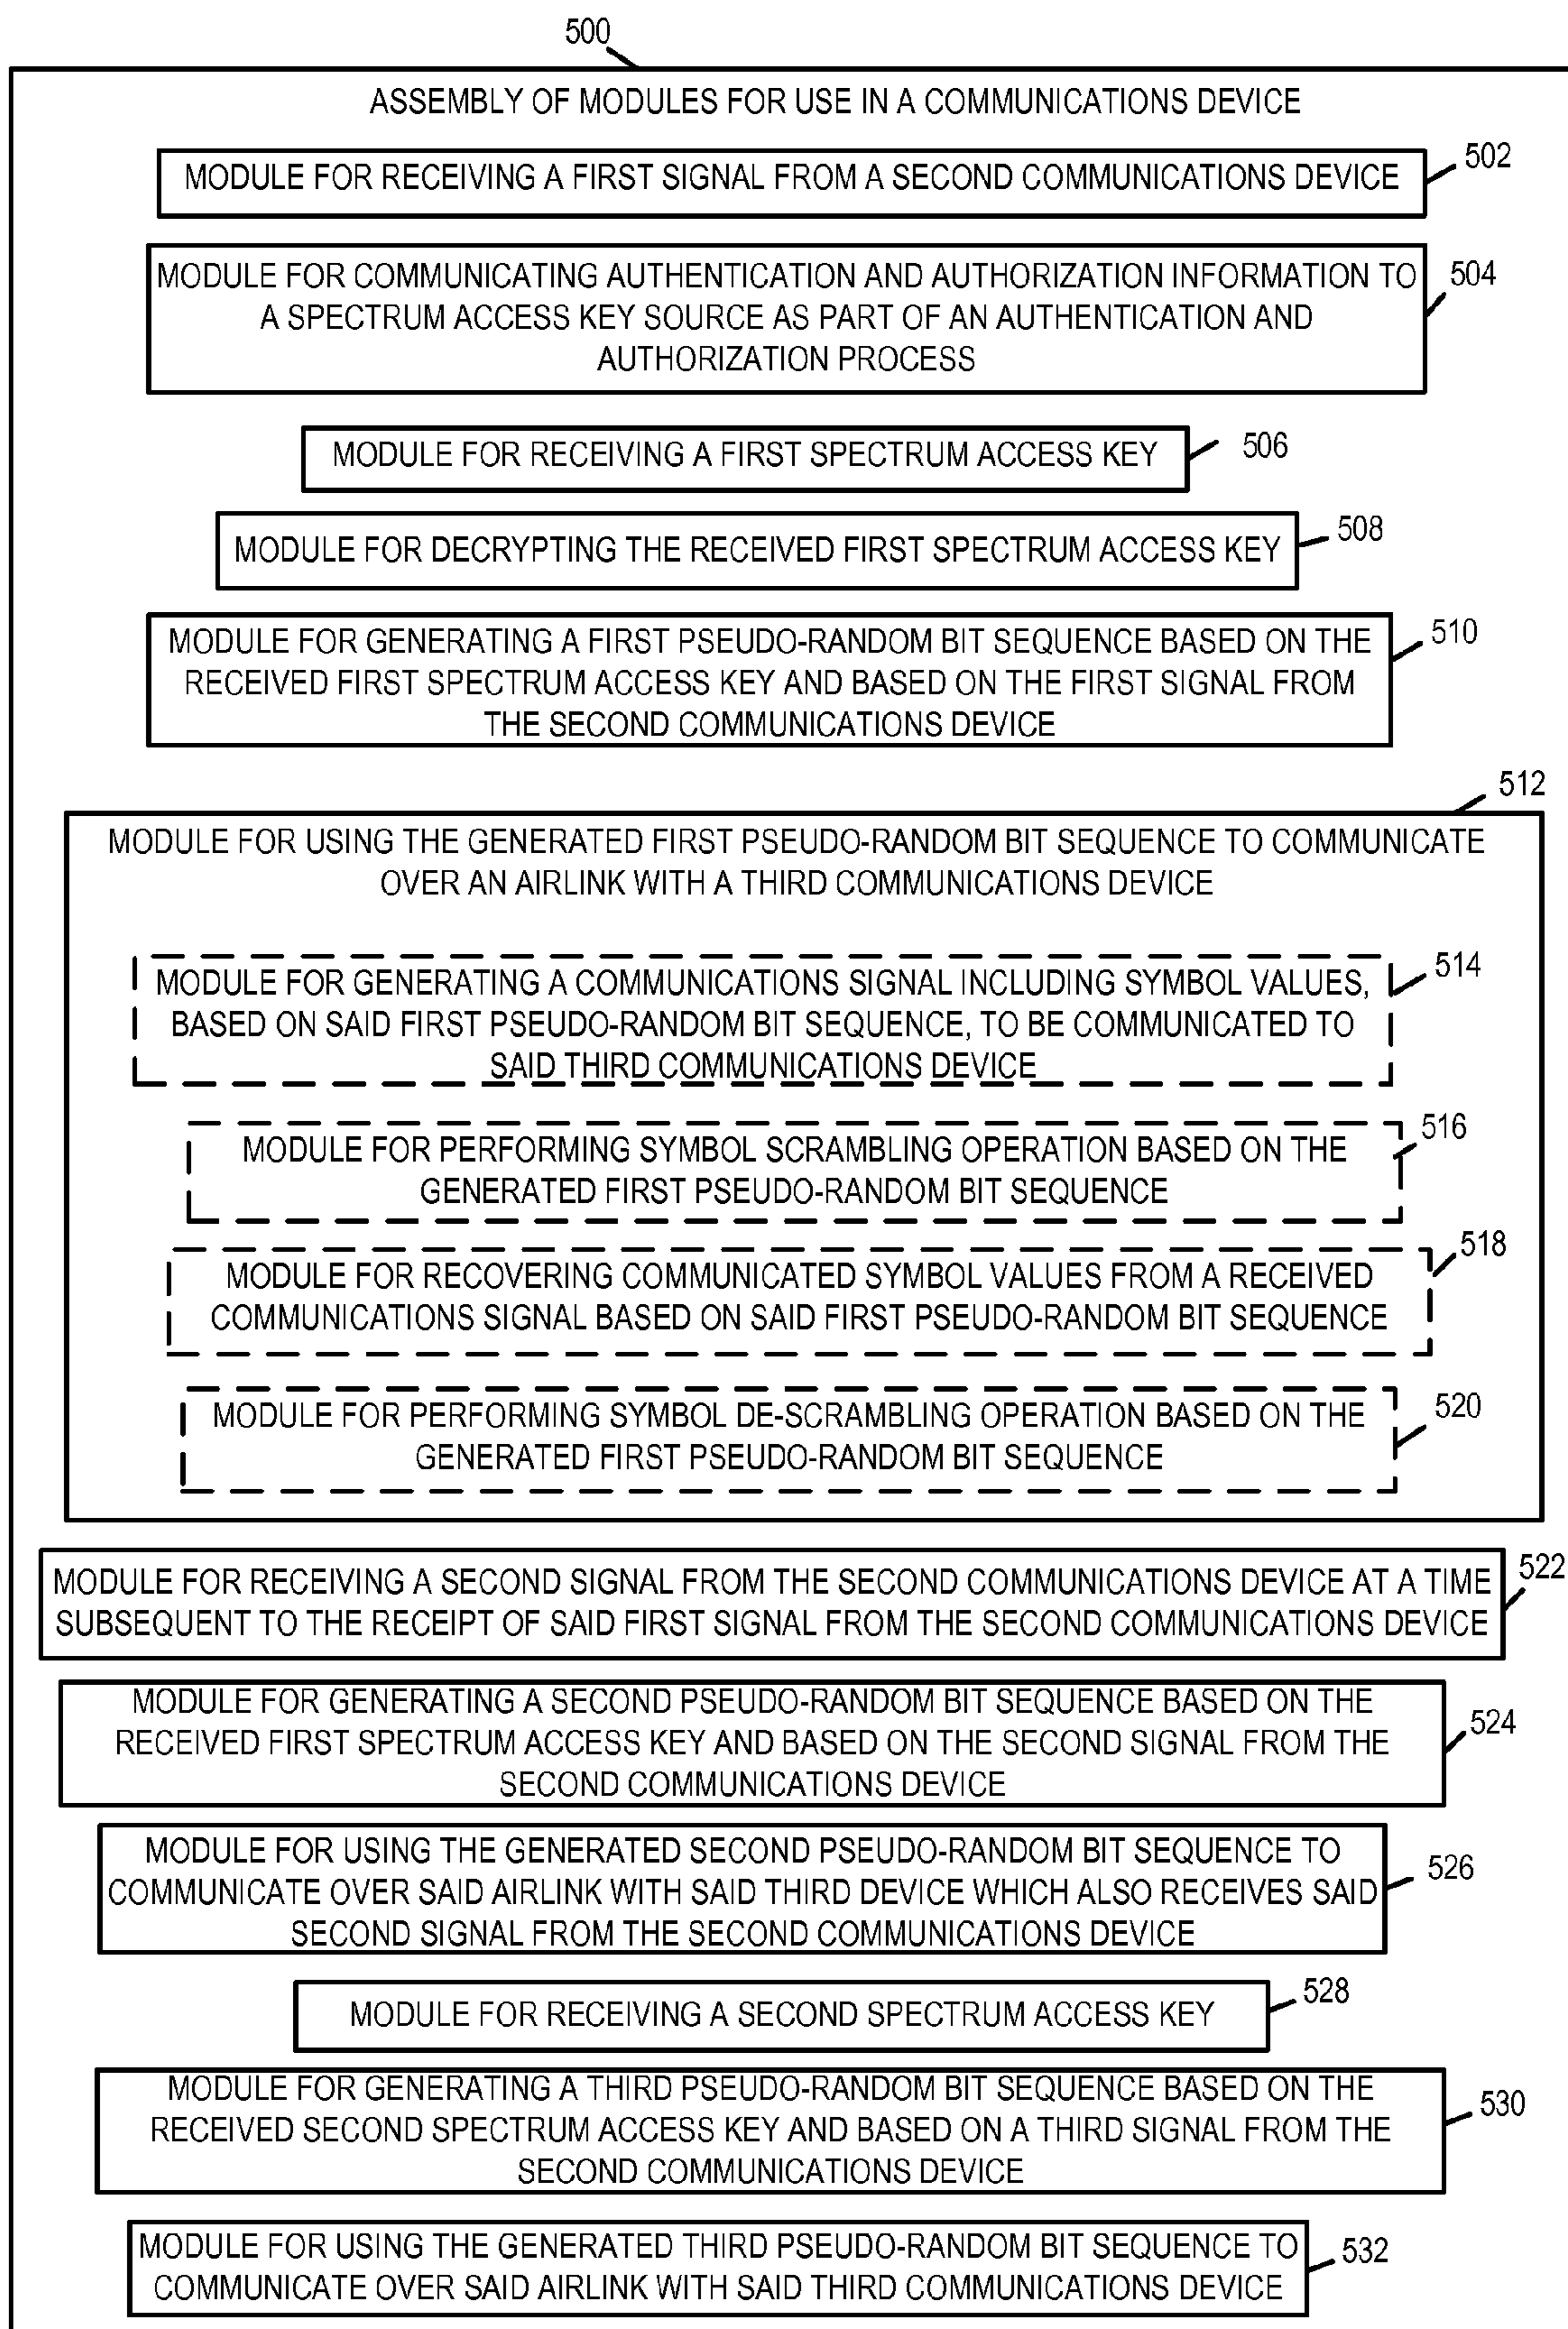 500
ASSEMBLY OF MODULES FOR USE IN A COMMUNICATIONS DEVICE
MODULE FOR RECEIVING A FIRST SIGNAL FROM A SECOND COMMUNICATIONS DEVICE
502
MODULE FOR COMMUNICATING AUTHENTICATION AND AUTHORIZATION INFORMATION TO
A SPECTRUM ACCESS KEY SOURCE AS PART OF AN AUTHENTICATION AND
AUTHORIZATION PROCESS
504
MODULE FOR RECEIVING A FIRST SPECTRUM ACCESS KEY
506
MODULE FOR DECRYPTING THE RECEIVED FIRST SPECTRUM ACCESS KEY
508
MODULE FOR GENERATING A FIRST PSEUDO-RANDOM BIT SEQUENCE BASED ON THE
RECEIVED FIRST SPECTRUM ACCESS KEY AND BASED ON THE FIRST SIGNAL FROM
THE SECOND COMMUNICATIONS DEVICE
510
512
MODULE FOR USING THE GENERATED FIRST PSEUDO-RANDOM BIT SEQUENCE TO COMMUNICATE
OVER AN AIRLINK WITH A THIRD COMMUNICATIONS DEVICE
MODULE FOR GENERATING A COMMUNICATIONS SIGNAL INCLUDING SYMBOL VALUES,
BASED ON SAID FIRST PSEUDO-RANDOM BIT SEQUENCE, TO BE COMMUNICATED TO
SAID THIRD COMMUNICATIONS DEVICE
514
MODULE FOR PERFORMING SYMBOL SCRAMBLING OPERATION BASED ON THE
GENERATED FIRST PSEUDO-RANDOM BIT SEQUENCE
516
MODULE FOR RECOVERING COMMUNICATED SYMBOL VALUES FROM A RECEIVED
COMMUNICATIONS SIGNAL BASED ON SAID FIRST PSEUDO-RANDOM BIT SEQUENCE
518
MODULE FOR PERFORMING SYMBOL DE-SCRAMBLING OPERATION BASED ON THE
GENERATED FIRST PSEUDO-RANDOM BIT SEQUENCE
520
MODULE FOR RECEIVING A SECOND SIGNAL FROM THE SECOND COMMUNICATIONS DEVICE AT A TIME
SUBSEQUENT TO THE RECEIPT OF SAID FIRST SIGNAL FROM THE SECOND COMMUNICATIONS DEVICE
522
MODULE FOR GENERATING A SECOND PSEUDO-RANDOM BIT SEQUENCE BASED ON THE
RECEIVED FIRST SPECTRUM ACCESS KEY AND BASED ON THE SECOND SIGNAL FROM THE
SECOND COMMUNICATIONS DEVICE
524
MODULE FOR USING THE GENERATED SECOND PSEUDO-RANDOM BIT SEQUENCE TO
COMMUNICATE OVER SAID AIRLINK WITH SAID THIRD DEVICE WHICH ALSO RECEIVES SAID
SECOND SIGNAL FROM THE SECOND COMMUNICATIONS DEVICE
526
MODULE FOR RECEIVING A SECOND SPECTRUM ACCESS KEY
528
MODULE FOR GENERATING A THIRD PSEUDO-RANDOM BIT SEQUENCE BASED ON THE
RECEIVED SECOND SPECTRUM ACCESS KEY AND BASED ON A THIRD SIGNAL FROM THE
SECOND COMMUNICATIONS DEVICE
530
MODULE FOR USING THE GENERATED THIRD PSEUDO-RANDOM BIT SEQUENCE TO
COMMUNICATE OVER SAID AIRLINK WITH SAID THIRD COMMUNICATIONS DEVICE
532